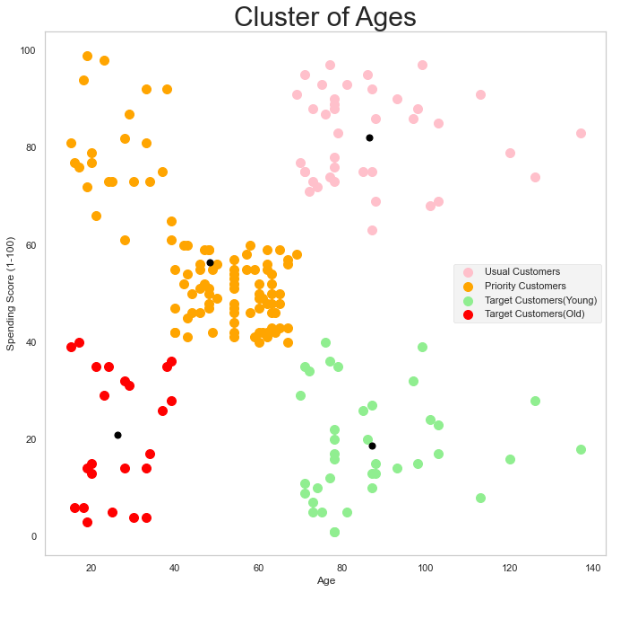 Cluster of Ages
100
80
60
40
20
0
Spending Score (1-100)
Usual Customers
Priority Customers
Target Customers(Young)
Target Customers(Old)
20 40 60 80 100 120 140
Age